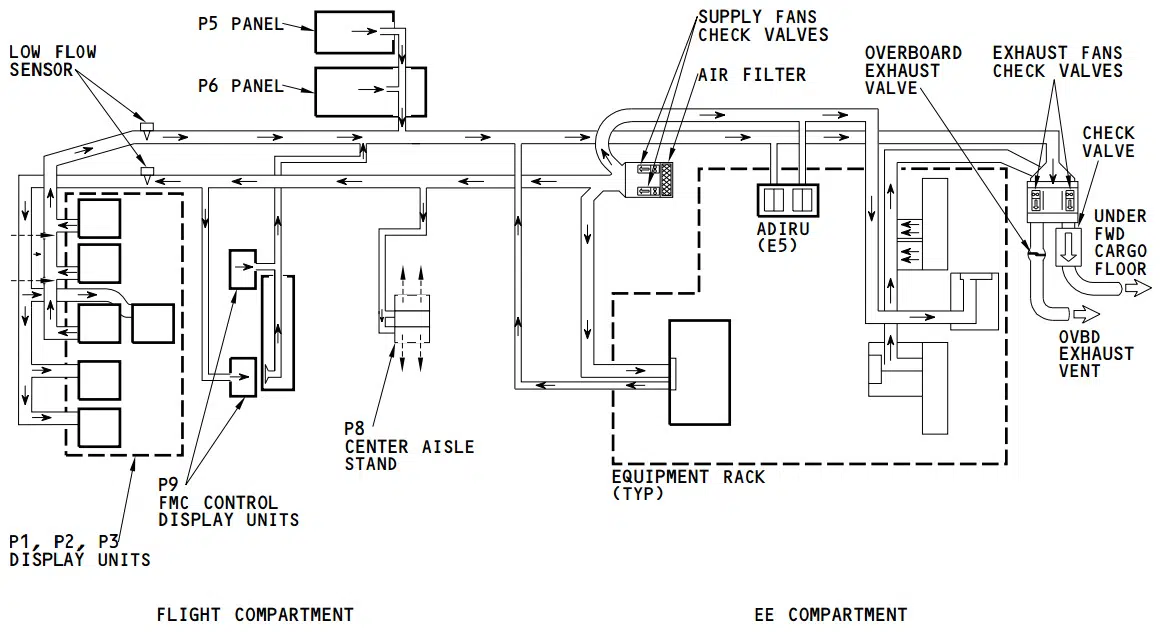 P5 PANEL
LOW FLOW
SENSOR
P6 PANEL
SUPPLY FANS
CHECK VALVES
AIR FILTER
OVERBOARD
EXHAUST
VALVE
EXHAUST FANS
CHECK VALVES
CHECK
VALVE
UNDER
FWD
CARGO
FLOOR
ADIRU
(E5)
OVBD
EXHAUST
VENT
P8
CENTER AISLE
STAND
EQUIPMENT RACK
(TYP)
P9
FMC CONTROL
DISPLAY UNITS
P1, P2, P3
DISPLAY UNITS
FLIGHT COMPARTMENT
EE COMPARTMENT